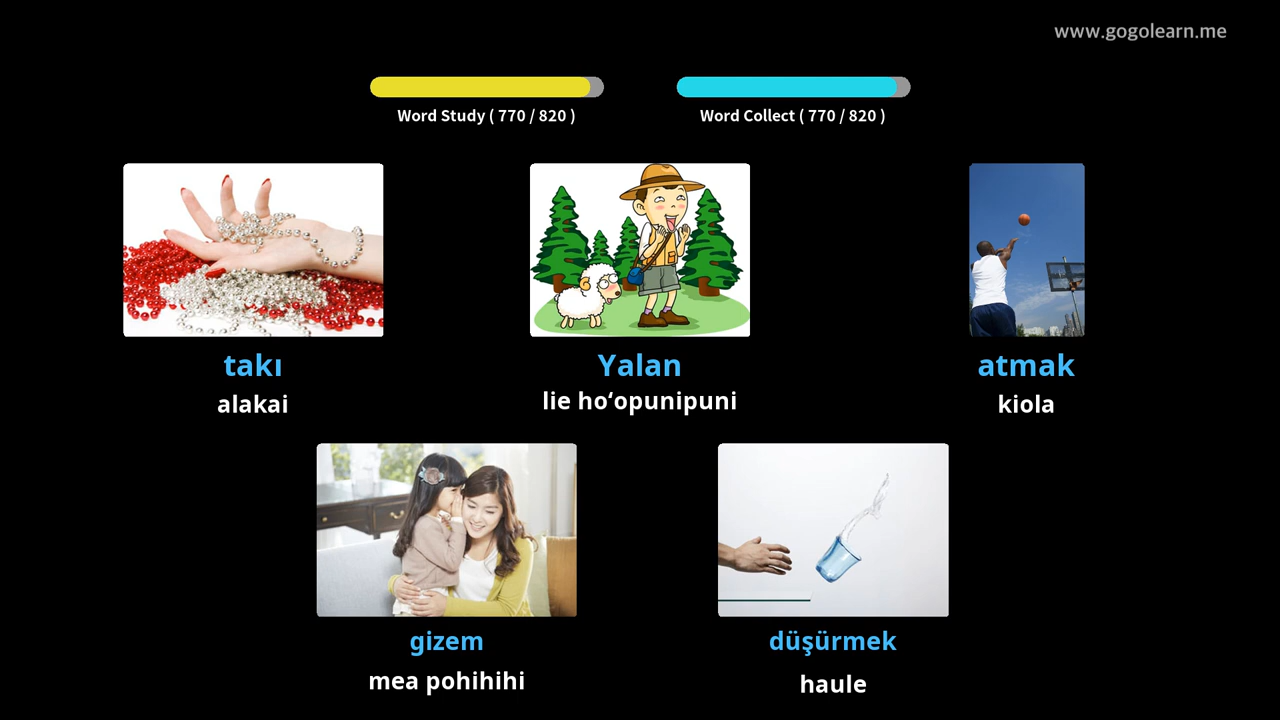 www.gogolearn.me
Word Study ( 770 / 820 )
Word Collect ( 770 / 820 )
takı
alakai
Yalan
lie hoʻopunipuni
atmak
kiola
gizem
mea pohihihi
düşürmek
haule